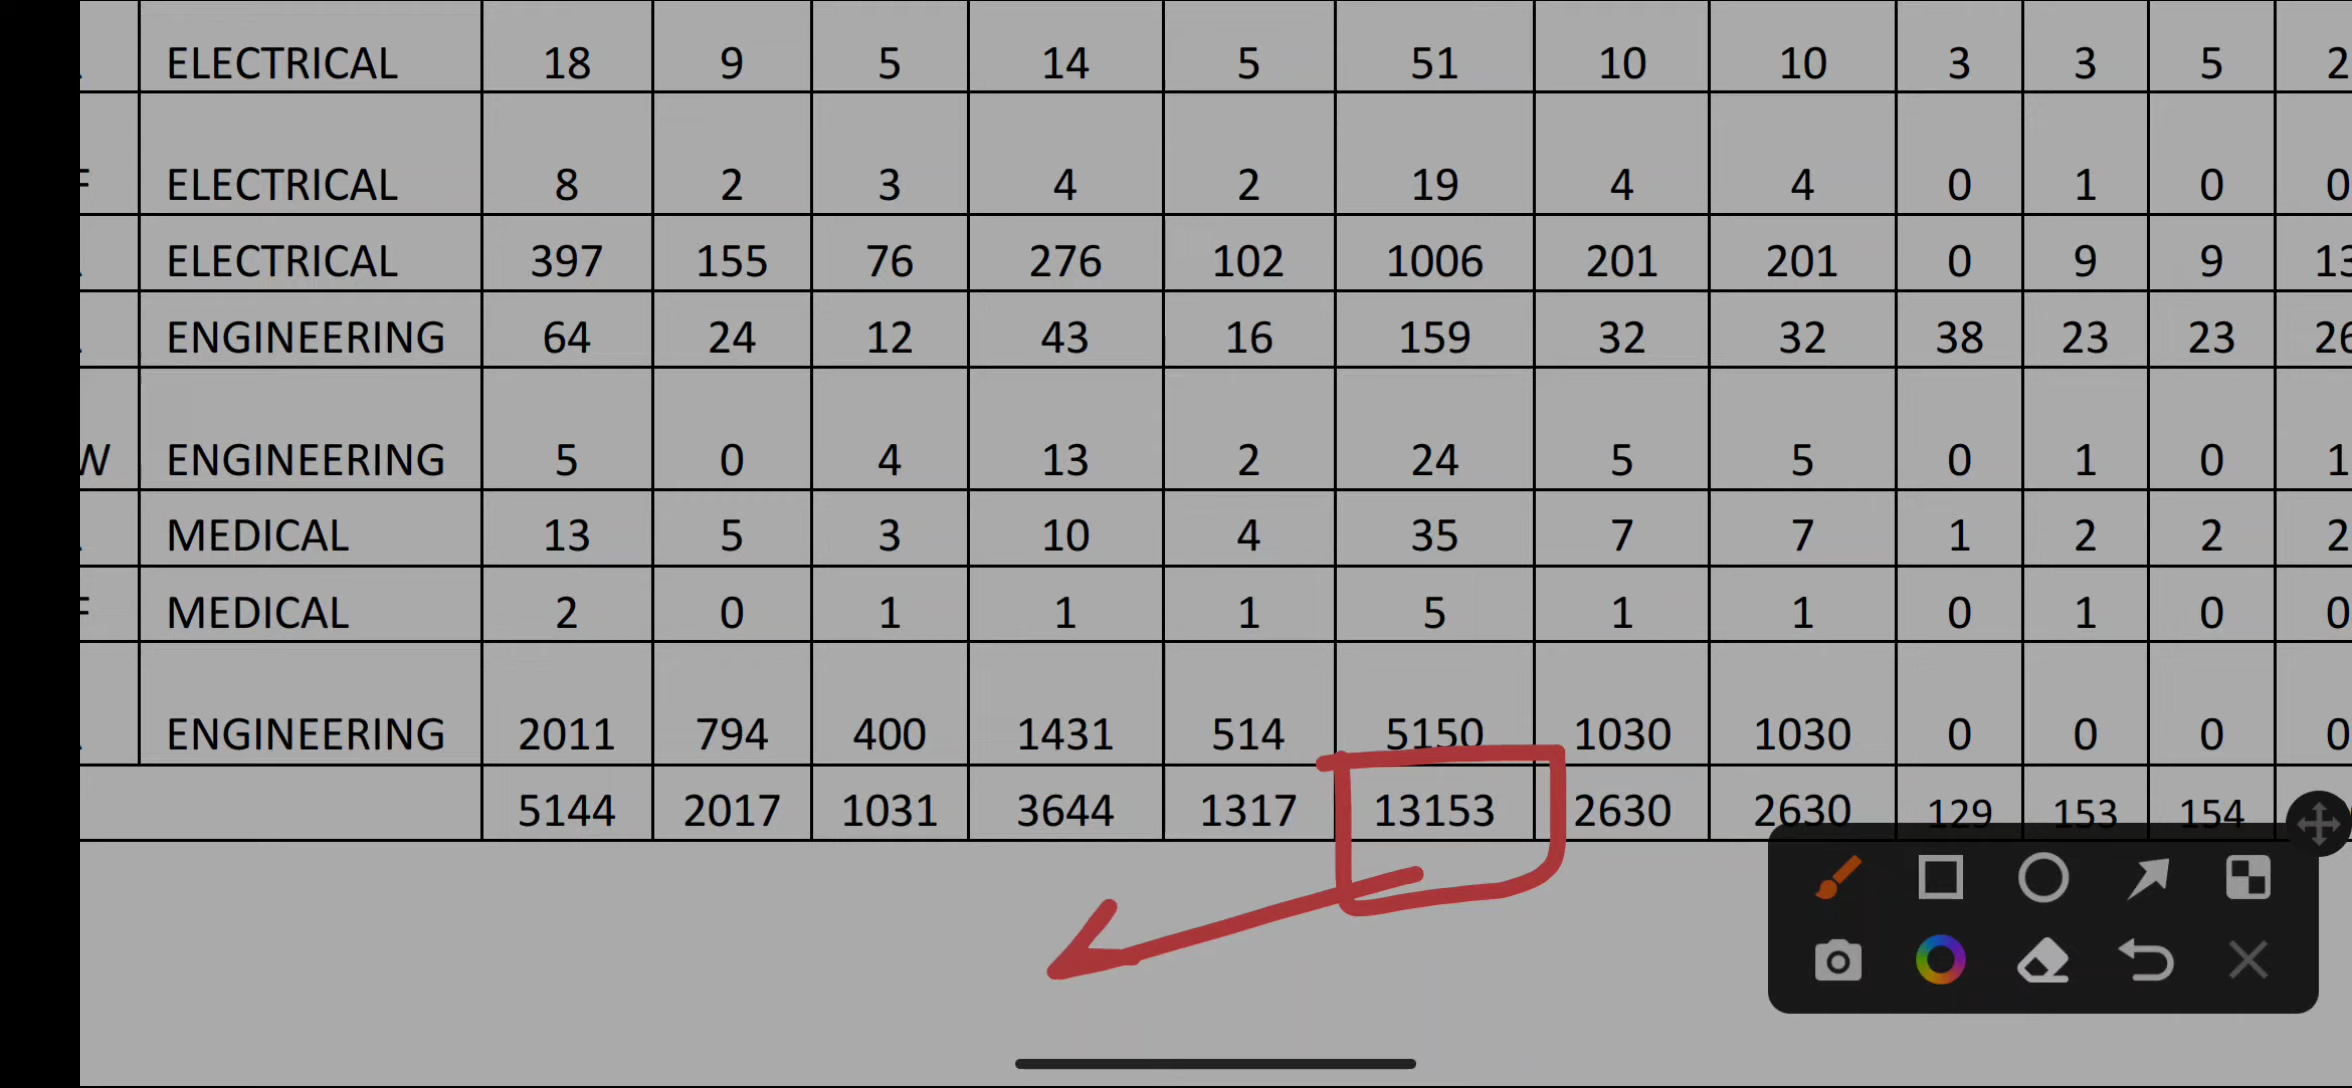 ELECTRICAL 18 9 5 14 5 51 10 10 3 3 5 2
F ELECTRICAL 8 2 3 4 2 19 4 4 0 1 0 0
ELECTRICAL 397 155 76 276 102 1006 201 201 0 9 9 13
ENGINEERING 64 24 12 43 16 159 32 32 38 23 23 26
W ENGINEERING 5 0 4 13 2 24 5 5 0 1 0 1
MEDICAL 13 5 3 10 4 35 7 7 1 2 2 2
F MEDICAL 2 0 1 1 1 5 1 1 0 1 0 0
ENGINEERING 2011 794 400 1431 514 5150 1030 1030 0 0 0 0
5144 2017 1031 3644 1317 13153 2630 2630 129 153 154